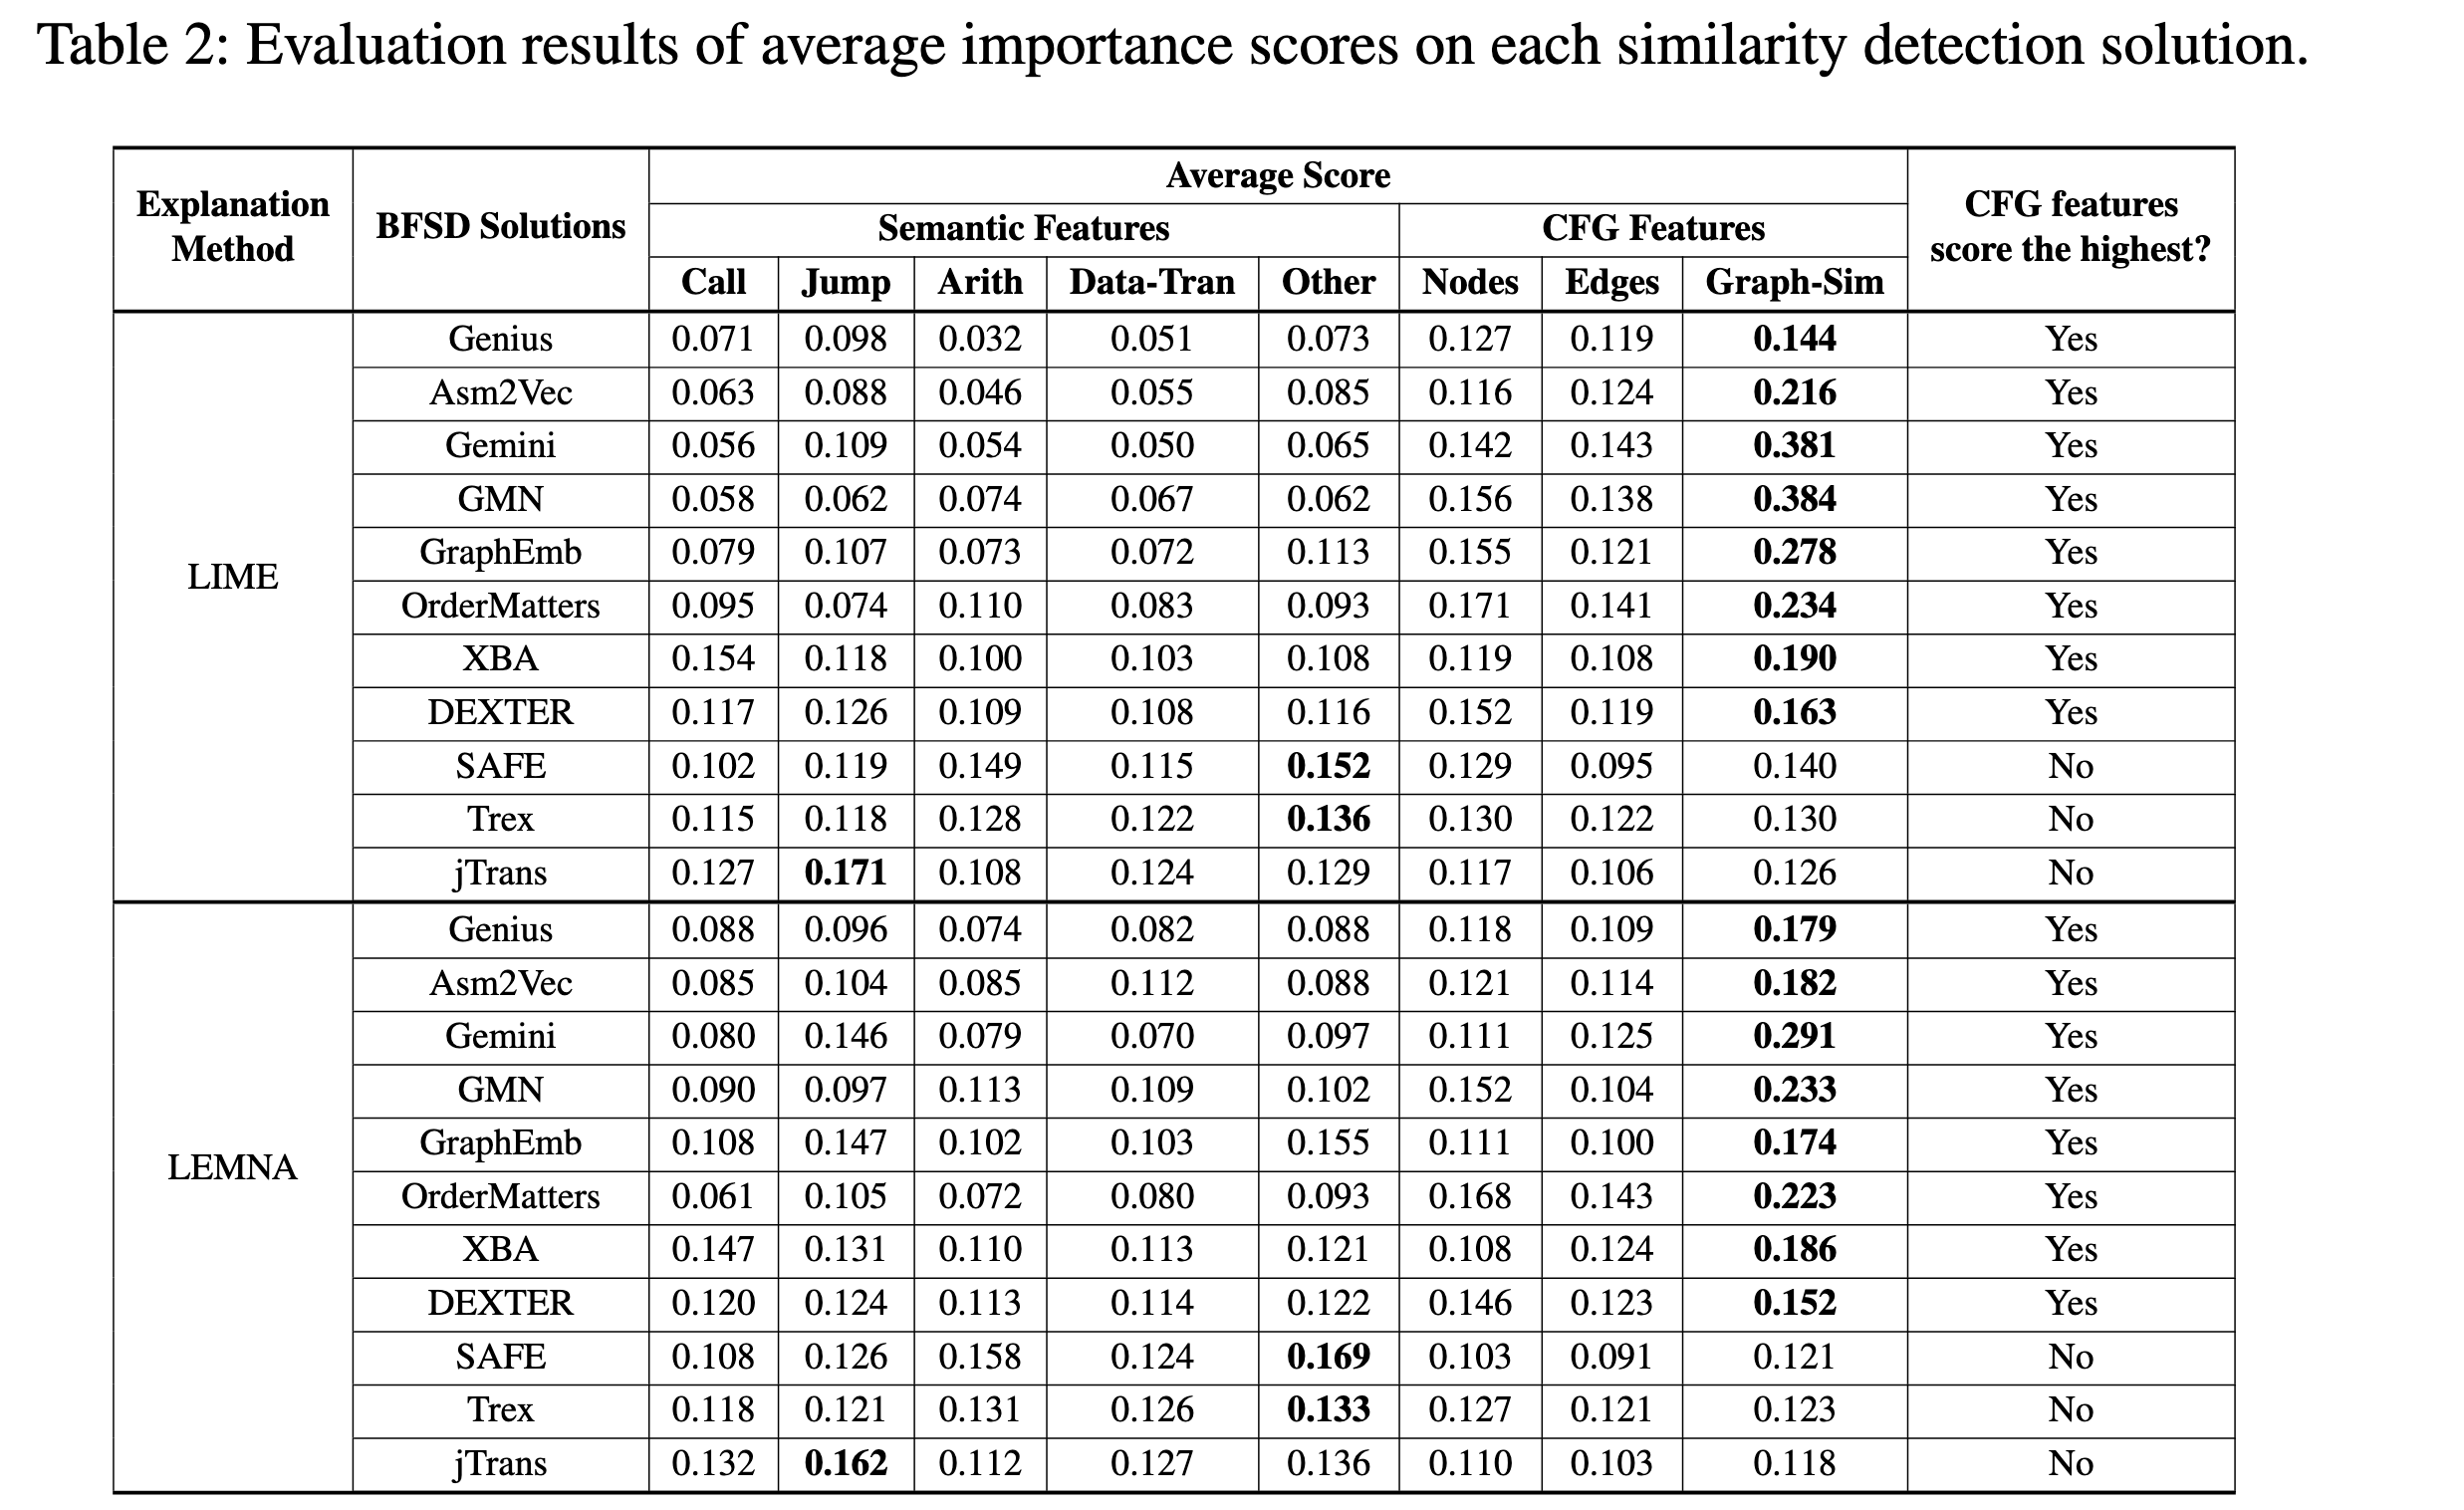 Table 2: Evaluation results of average importance scores on each similarity detection solution.
Explanation Method BFSD Solutions Average Score CFG features score the highest?
Semantic Features CFG Features
Call Jump Arith Data-Tran Other Nodes Edges Graph-Sim
LIME
Genius 0.071 0.098 0.032 0.051 0.073 0.127 0.119 0.144 Yes
Asm2Vec 0.063 0.088 0.046 0.055 0.085 0.116 0.124 0.216 Yes
Gemini 0.056 0.109 0.054 0.050 0.065 0.142 0.143 0.381 Yes
GMN 0.058 0.062 0.074 0.067 0.062 0.156 0.138 0.384 Yes
GraphEmb 0.079 0.107 0.073 0.072 0.113 0.155 0.121 0.278 Yes
OrderMatters 0.095 0.074 0.110 0.083 0.093 0.171 0.141 0.234 Yes
XBA 0.154 0.118 0.100 0.103 0.108 0.119 0.108 0.190 Yes
DEXTER 0.117 0.126 0.109 0.108 0.116 0.152 0.119 0.163 Yes
SAFE 0.102 0.119 0.149 0.115 0.152 0.129 0.095 0.140 No
Trex 0.115 0.118 0.128 0.122 0.136 0.130 0.122 0.130 No
jTrans 0.127 0.171 0.108 0.124 0.129 0.117 0.106 0.126 No
LEMNA
Genius 0.088 0.096 0.074 0.082 0.088 0.118 0.109 0.179 Yes
Asm2Vec 0.085 0.104 0.085 0.112 0.088 0.121 0.114 0.182 Yes
Gemini 0.080 0.146 0.079 0.070 0.097 0.111 0.125 0.291 Yes
GMN 0.090 0.097 0.113 0.109 0.102 0.152 0.104 0.233 Yes
GraphEmb 0.108 0.147 0.102 0.103 0.155 0.111 0.100 0.174 Yes
OrderMatters 0.061 0.105 0.072 0.080 0.093 0.168 0.143 0.223 Yes
XBA 0.147 0.131 0.110 0.113 0.121 0.108 0.124 0.186 Yes
DEXTER 0.120 0.124 0.113 0.114 0.122 0.146 0.123 0.152 Yes
SAFE 0.108 0.126 0.158 0.124 0.169 0.103 0.091 0.121 No
Trex 0.118 0.121 0.131 0.126 0.133 0.127 0.121 0.123 No
jTrans 0.132 0.162 0.112 0.127 0.136 0.110 0.103 0.118 No